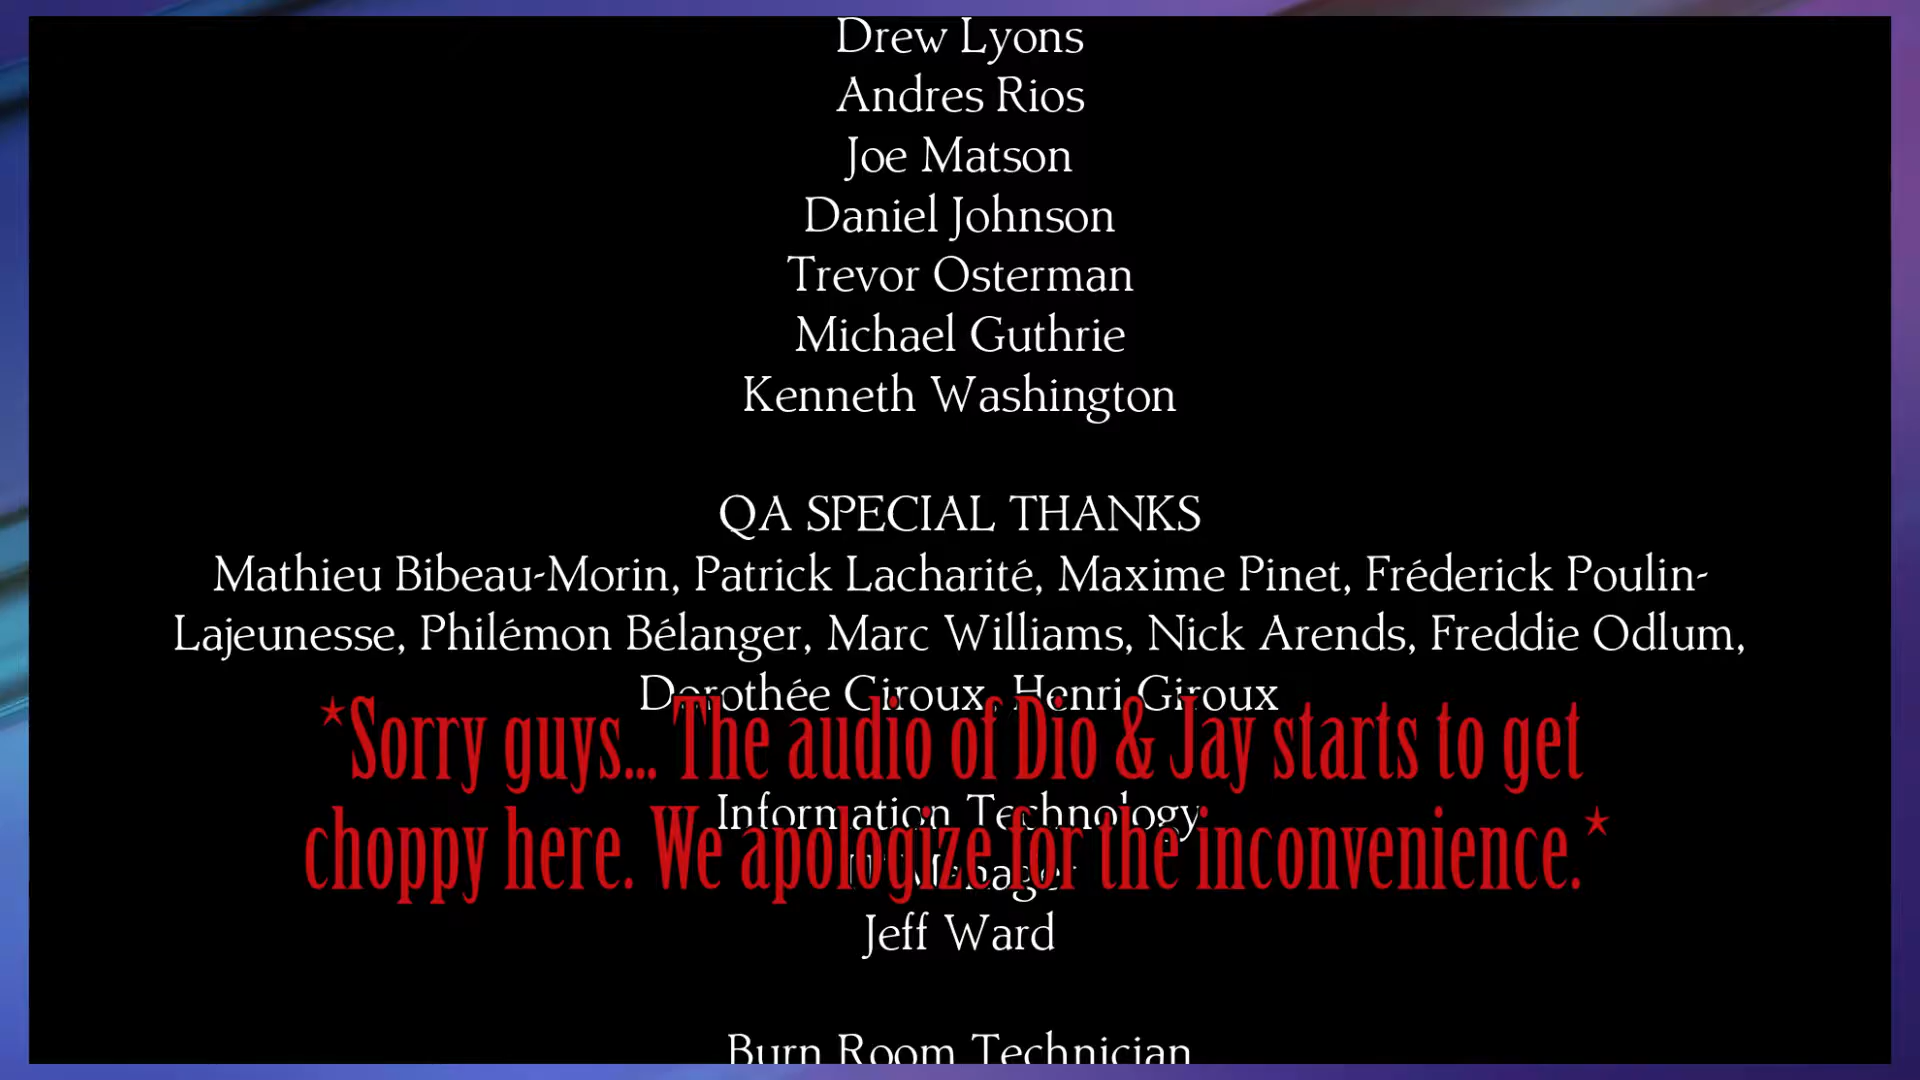 Drew Lyons
Andres Rios
Joe Matson
Daniel Johnson
Trevor Osterman
Michael Guthrie
Kenneth Washington
QA SPECIAL THANKS
Mathieu Bibeau-Morin, Patrick Lacharité, Maxime Pinet, Fréderick Poulin-
Lajeunesse, Philémon Bélanger, Marc Williams, Nick Arends, Freddie Odlum,
Dorothée Giroux, Henri Giroux
*Sorry guys... The audio of Dio & Jay starts to get
Information Technology
choppy here. We apologize for the inconvenience.*
IT Manager
Jeff Ward
Burn Room Technician